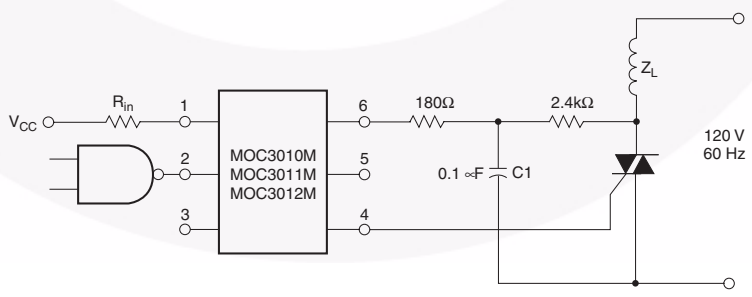 Z_L
R_in
1
6
180Ω
2.4kΩ
V_CC
120 V
60 Hz
MOC3010M
MOC3011M
MOC3012M
2
5
0.1 ∝F
C1
3
4